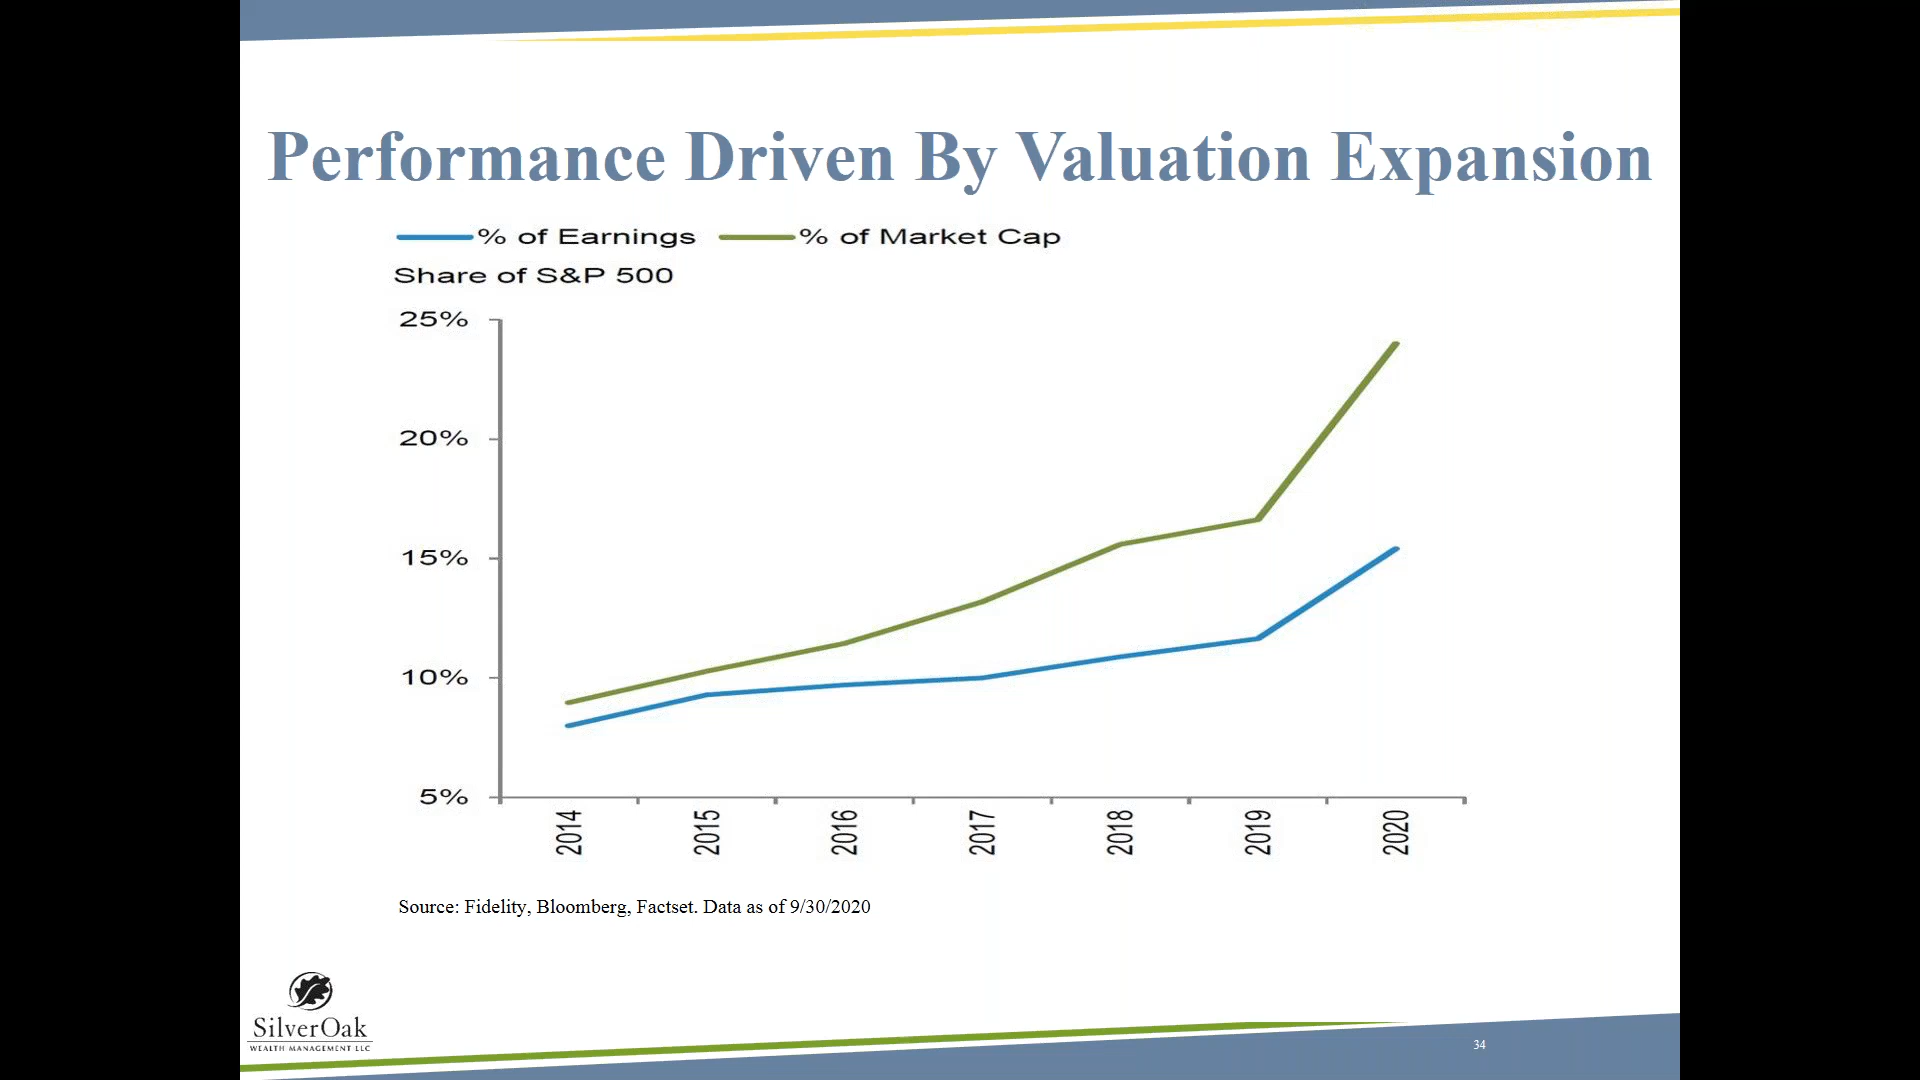 Performance Driven By Valuation Expansion
% of Earnings % of Market Cap
Share of S&P 500
25%
20%
15%
10%
5%
2014 2015 2016 2017 2018 2019 2020
Source: Fidelity, Bloomberg, Factset. Data as of 9/30/2020
SilverOak
WEALTH MANAGEMENT LLC
34